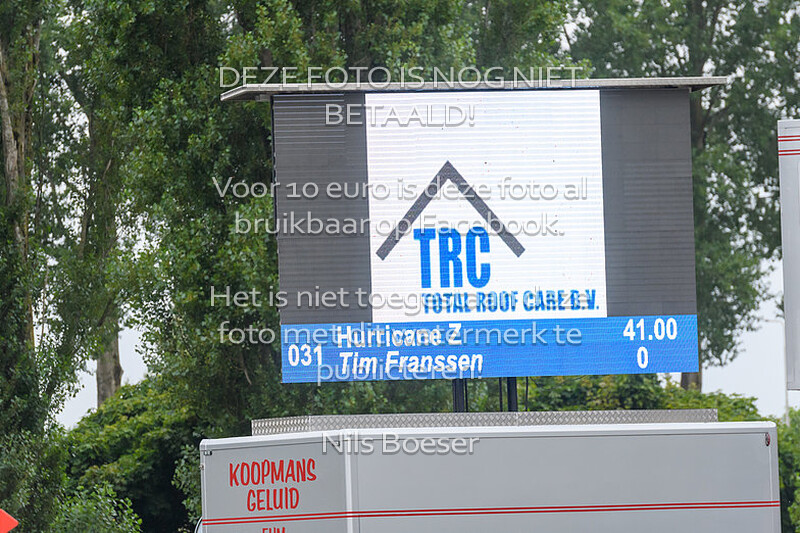 DEZE FOTO IS NOG NIET
BETAALD!
Voor 10 euro is deze foto al
bruikbaar op Facebook.
Het is niet toegestaan deze
foto met watermerk te
publiceren!
TRC
TOTAL ROOF CARE B.V.
031
Hurricane Z
41.00
Tim Franssen
0
Nils Boeser
KOOPMANS
GELUID